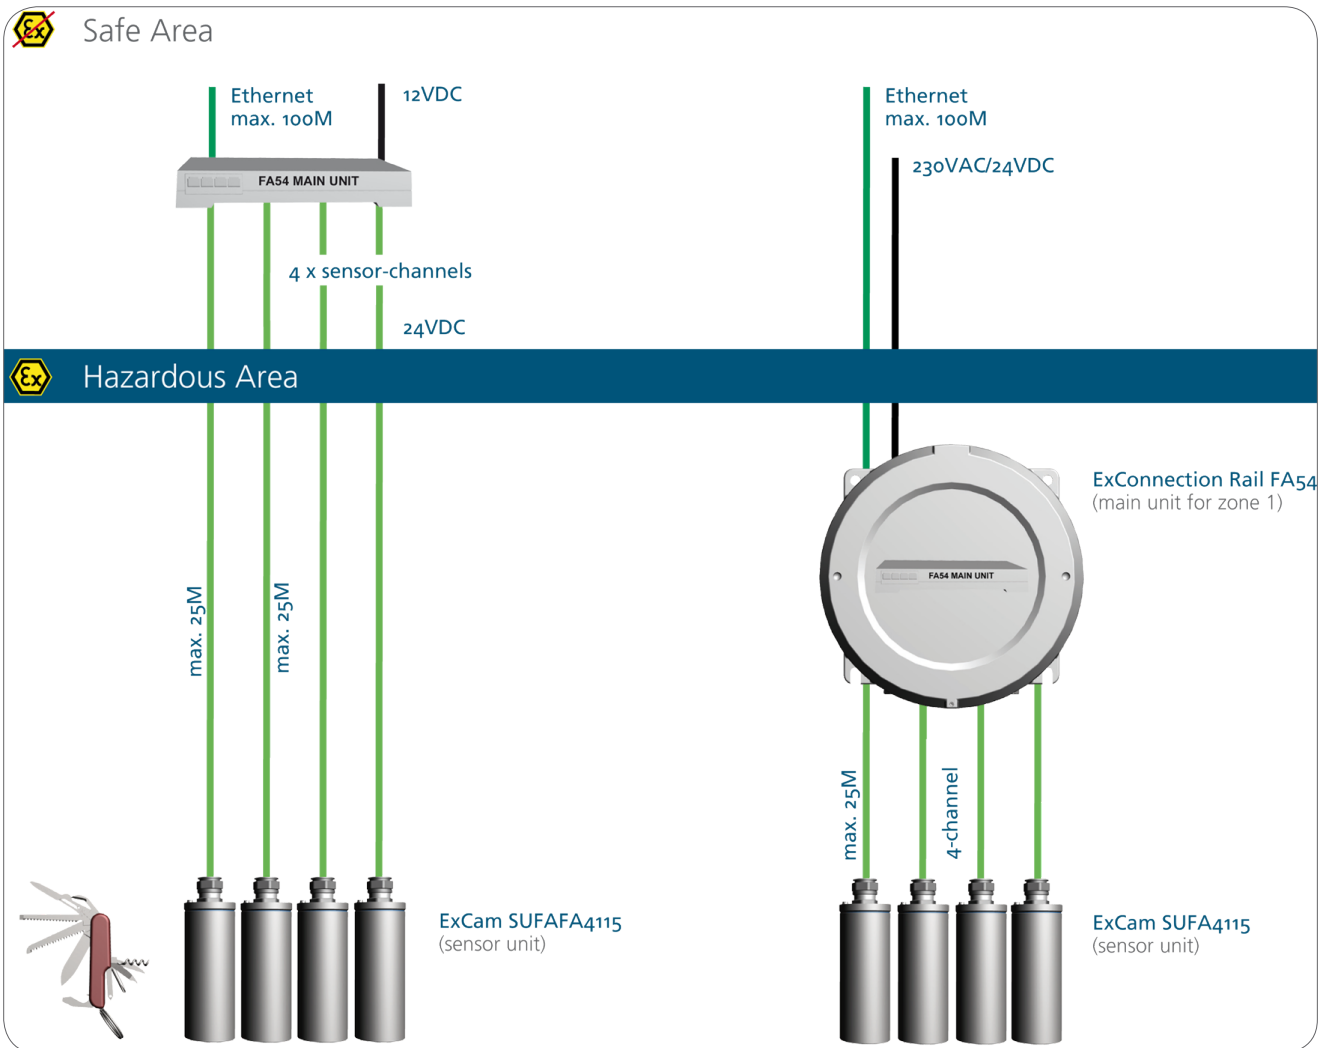 Ex
Safe Area
Ethernet
max. 100M
12VDC
Ethernet
max. 100M
230VAC/24VDC
FA54 MAIN UNIT
4 x sensor-channels
24VDC
Ex
Hazardous Area
ExConnection Rail FA54
(main unit for zone 1)
FA54 MAIN UNIT
max. 25M
max. 25M
max. 25M
4-channel
ExCam SUFAFA4115
(sensor unit)
ExCam SUFA4115
(sensor unit)